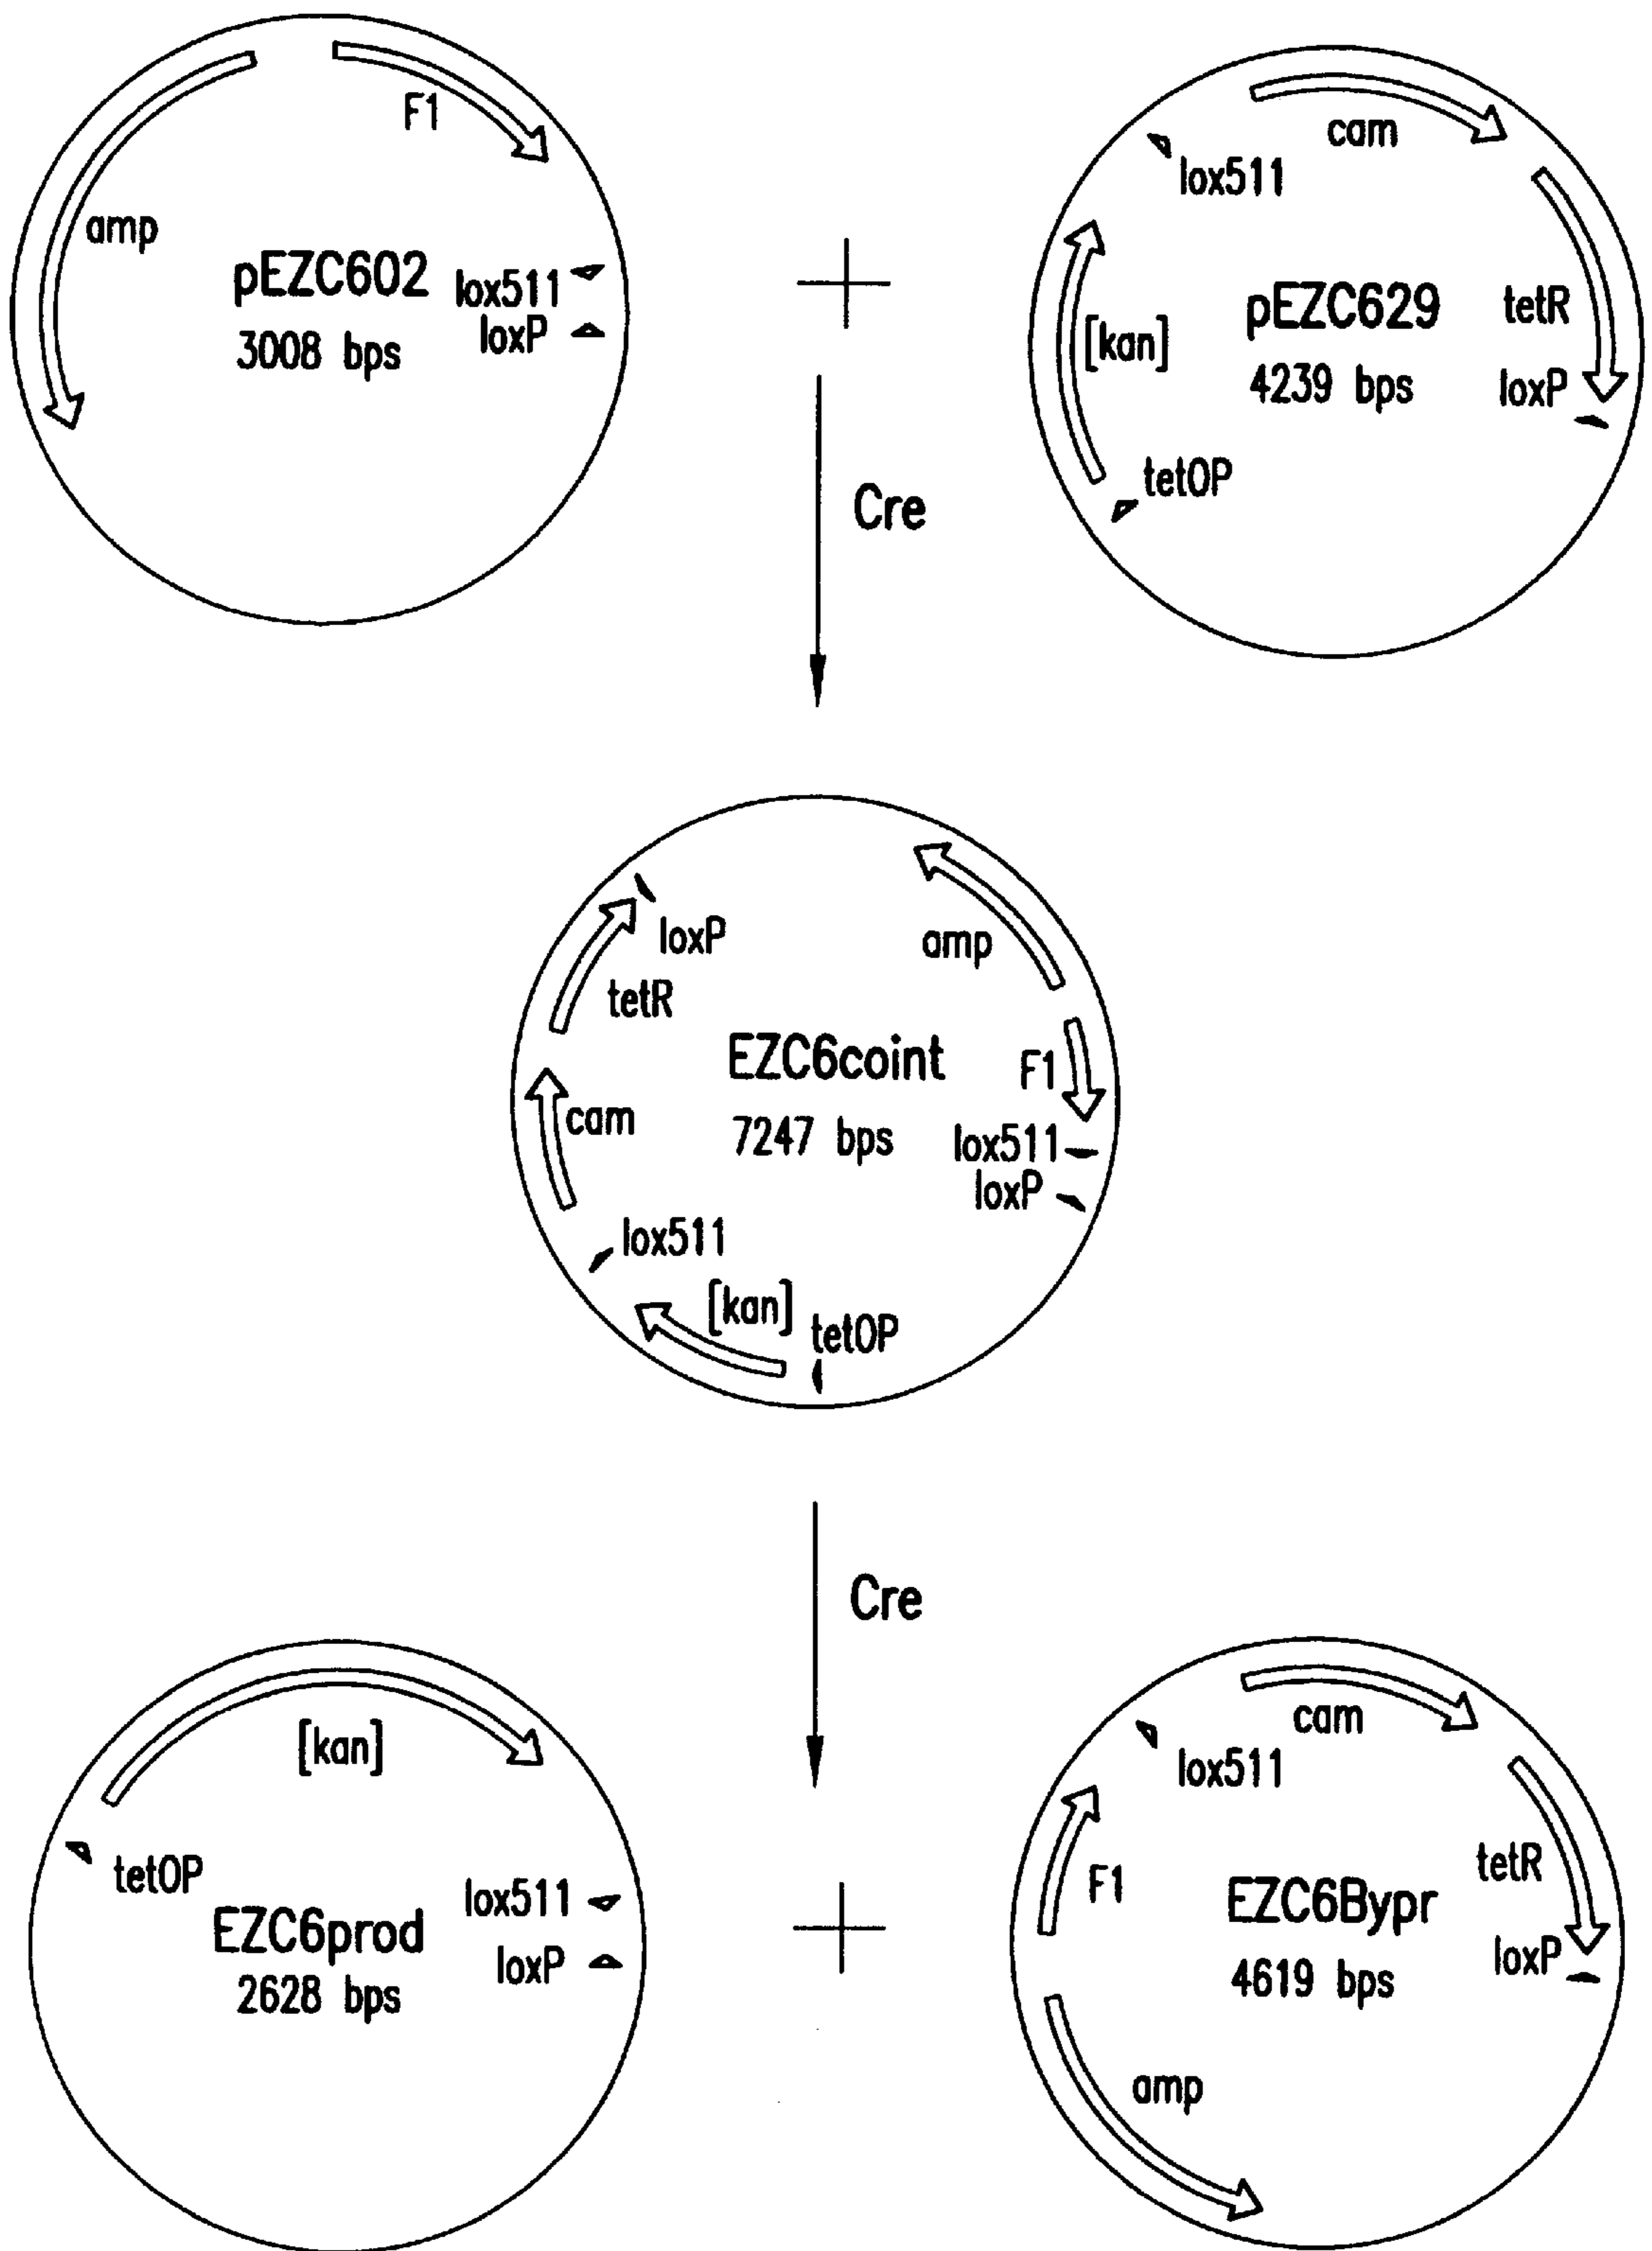 F1
amp
pEZC602
3008 bps
lox511
loxP
cam
lox511
tetR
pEZC629
[kan]
4239 bps
loxP
tetOP
Cre
loxP
amp
tetR
EZC6coint
F1
cam
7247 bps
lox511
loxP
lox511
[kan]
tetOP
Cre
[kan]
tetOP
lox511
EZC6prod
loxP
2628 bps
cam
lox511
tetR
F1
EZC6Bypr
loxP
4619 bps
amp